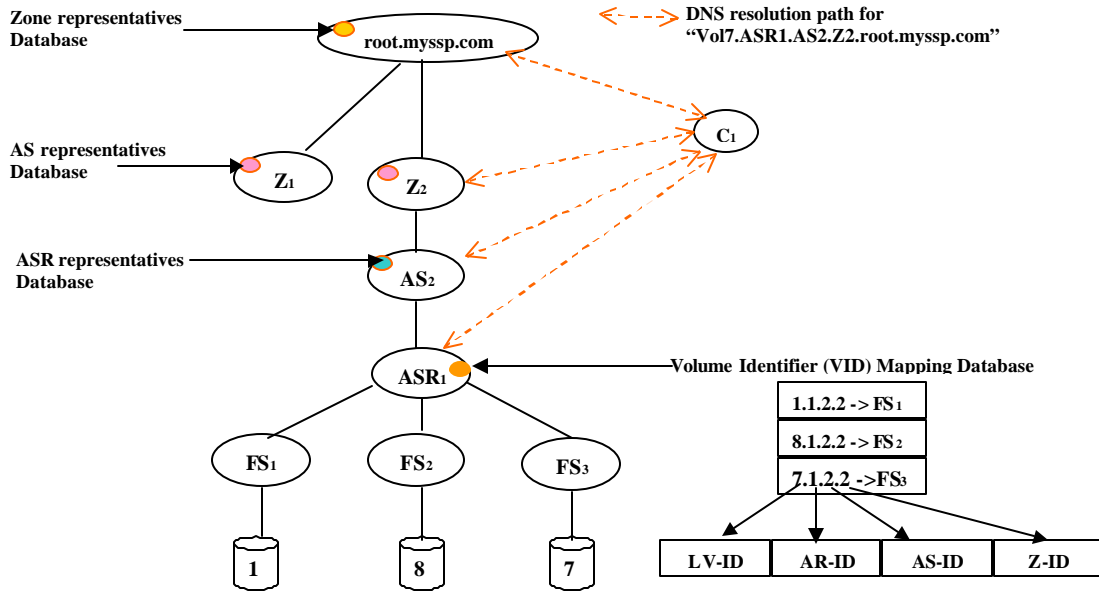 Zone representatives
Database
root.myssp.com
DNS resolution path for
“Vol7.ASR1.AS2.Z2.root.myssp.com”
C1
AS representatives
Database
Z1
Z2
ASR representatives
Database
AS2
ASR1
Volume Identifier (VID) Mapping Database
1.1.2.2 -> FS1
8.1.2.2 -> FS2
7.1.2.2 ->FS3
FS1
FS2
FS3
1
8
7
LV-ID
AR-ID
AS-ID
Z-ID